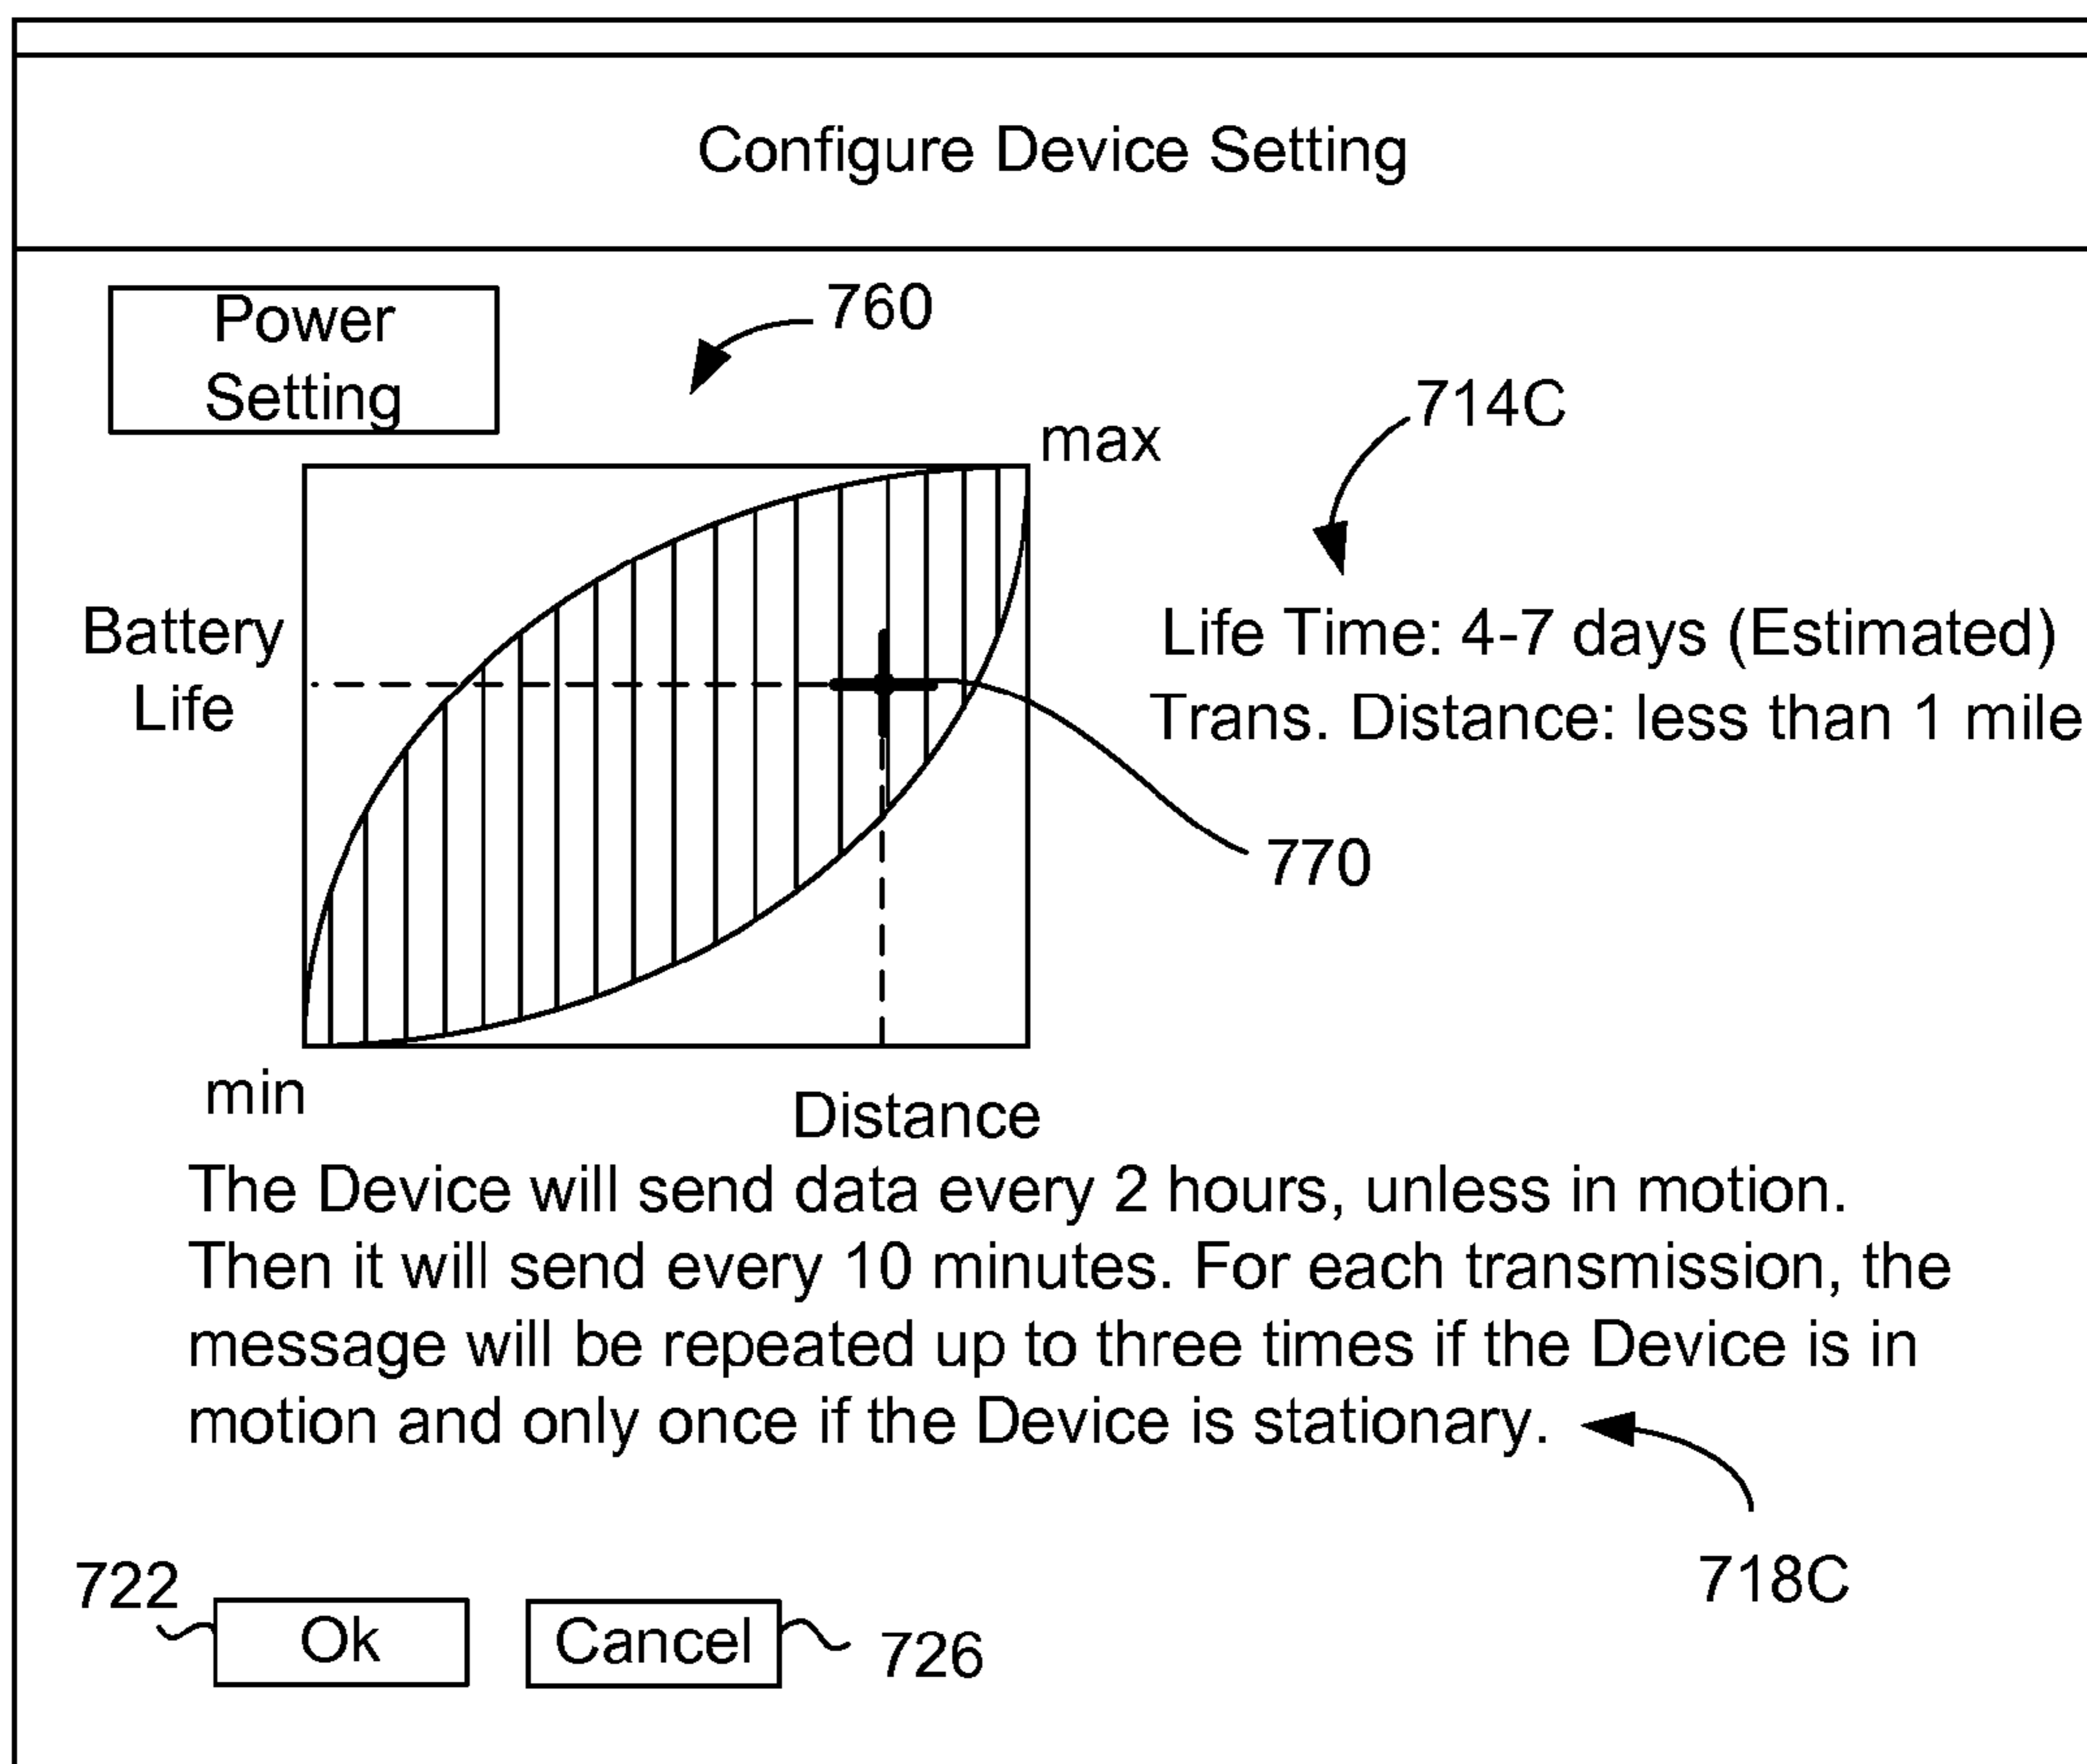 Configure Device Setting
Power
Setting
760
714C
max
Battery
Life
Life Time: 4-7 days (Estimated)
Trans. Distance: less than 1 mile
770
min
Distance
The Device will send data every 2 hours, unless in motion.
Then it will send every 10 minutes. For each transmission, the
message will be repeated up to three times if the Device is in
motion and only once if the Device is stationary.
718C
722
Ok
Cancel
726